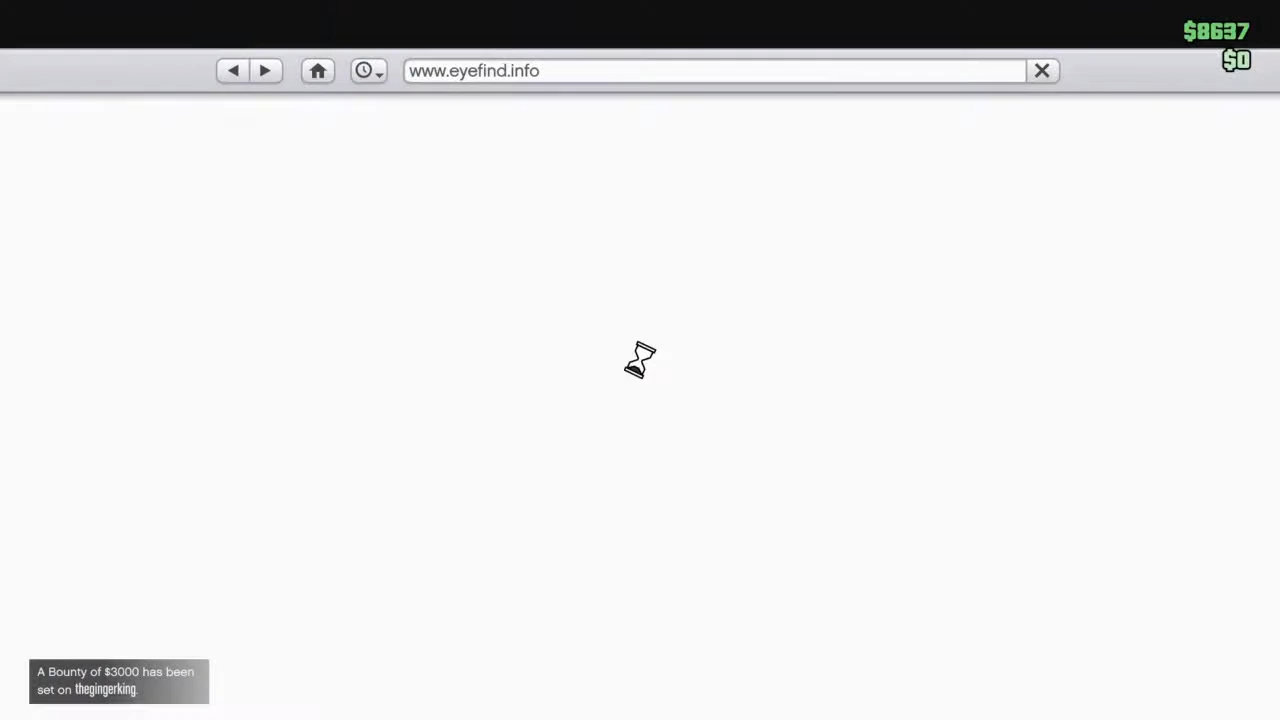 $8637
$0
www.eyefind.info
A Bounty of $3000 has been
set on thegingerking.